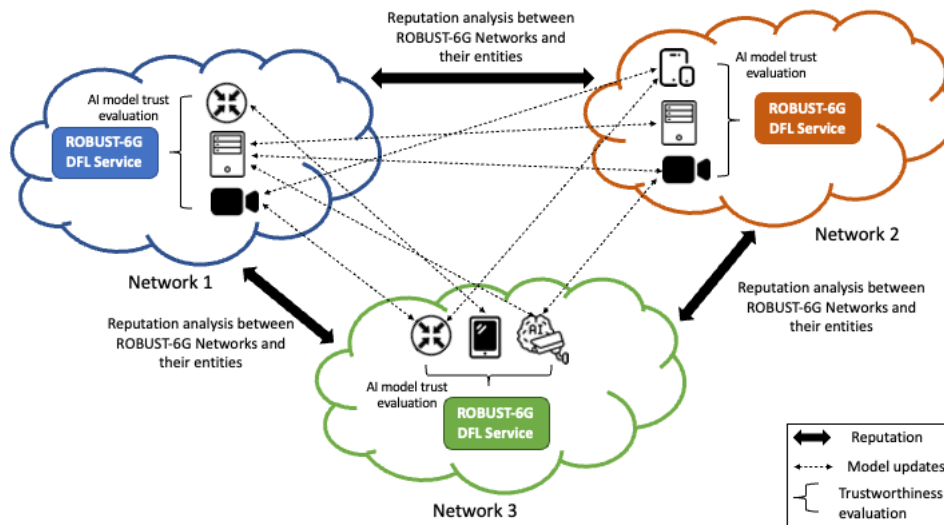 Reputation analysis between
ROBUST-6G Networks and
their entities
AI model trust
evaluation
ROBUST-6G
DFL Service
Network 1
AI model trust
evaluation
ROBUST-6G
DFL Service
Network 2
Reputation analysis between
ROBUST-6G Networks and
their entities
Reputation analysis between
ROBUST-6G Networks and
their entities
AI
AI model trust
evaluation
ROBUST-6G
DFL Service
Network 3
Reputation
Model updates
Trustworthiness
evaluation